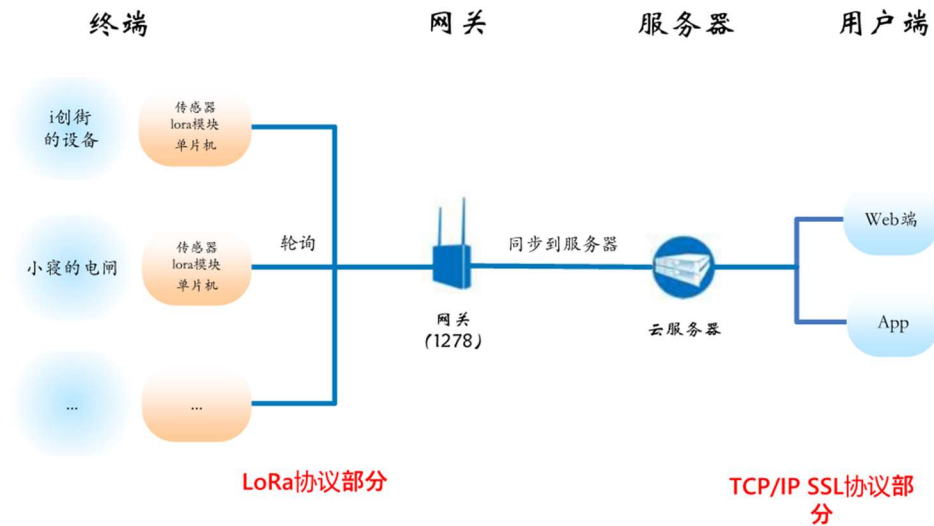 终端
网关
服务器
用户端
i创街
的设备
传感器
lora模块
单片机
小寝的电闸
传感器
lora模块
单片机
轮询
...
...
网关
(1278)
同步到服务器
云服务器
Web端
App
LoRa协议部分
TCP/IP SSL协议部
分